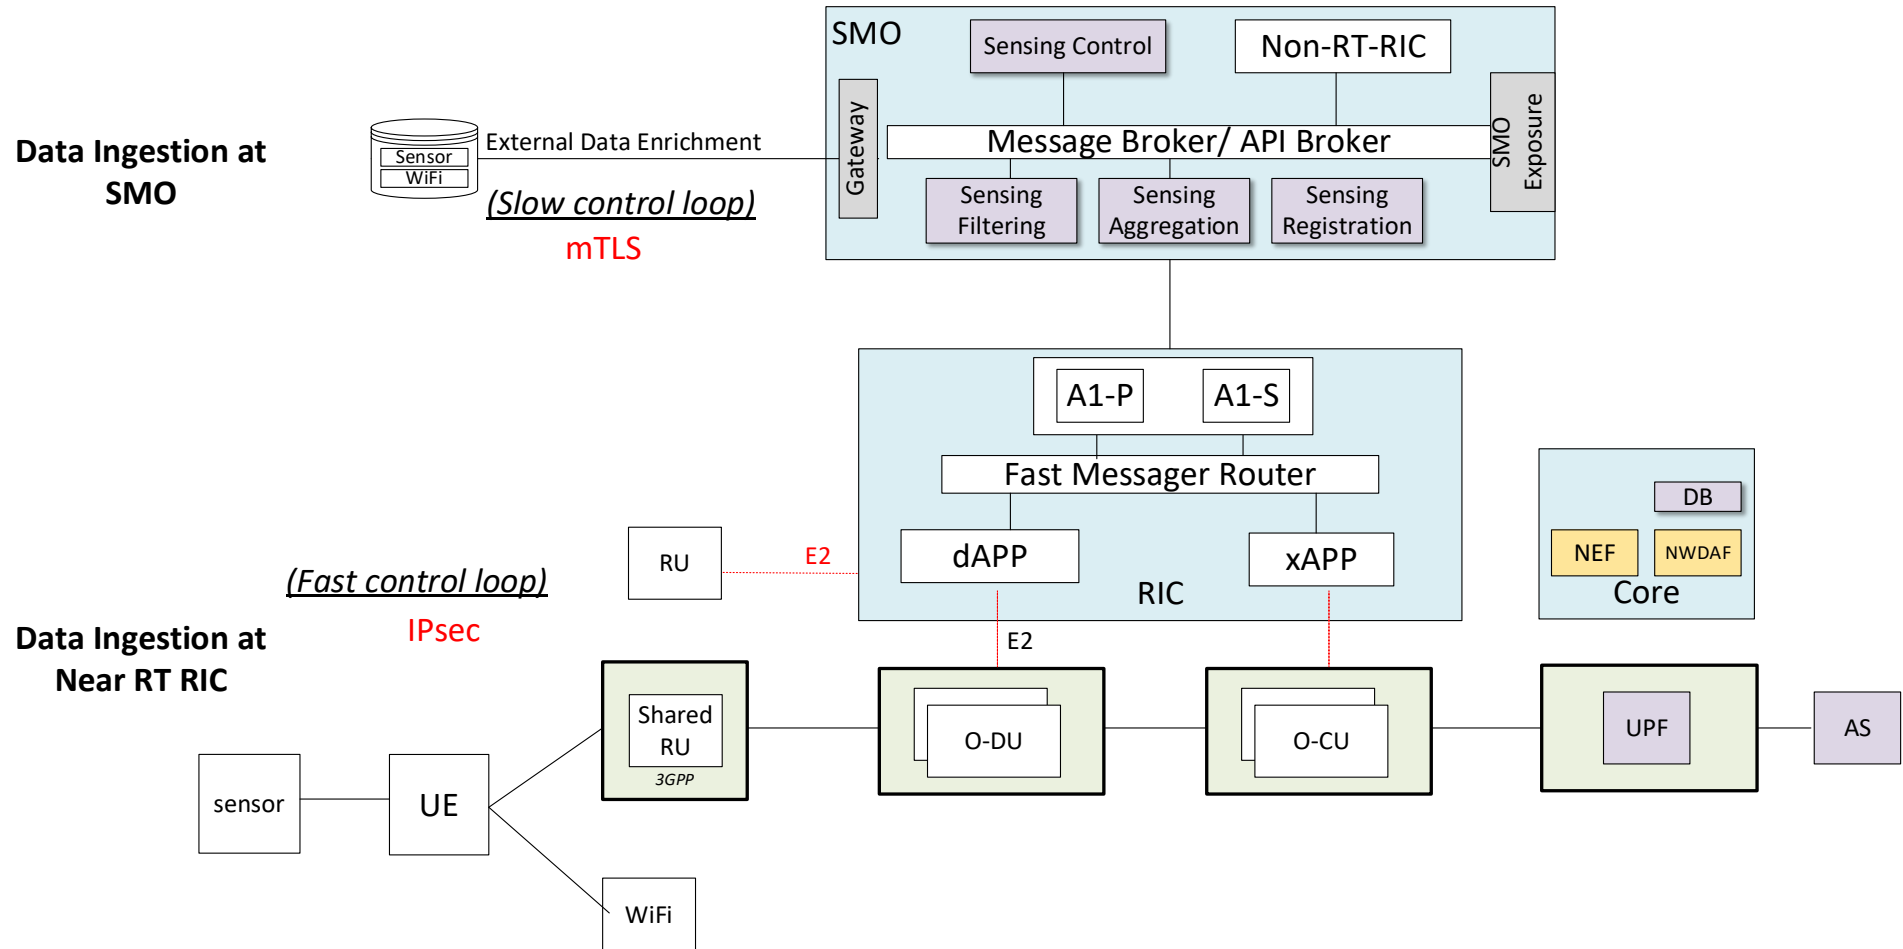 SMO
Sensing Control
Non-RT-RIC
Gateway
Message Broker/ API Broker
SMO
Exposure
Sensing
Filtering
Sensing
Aggregation
Sensing
Registration
Data Ingestion at
SMO
Sensor
WiFi
External Data Enrichment
(Slow control loop)
mTLS
A1-P
A1-S
Fast Messager Router
dAPP
xAPP
RIC
RU
E2
E2
DB
NEF
NWDAF
Core
(Fast control loop)
IPsec
Data Ingestion at
Near RT RIC
Shared
RU
3GPP
O-DU
O-CU
UPF
AS
sensor
UE
WiFi